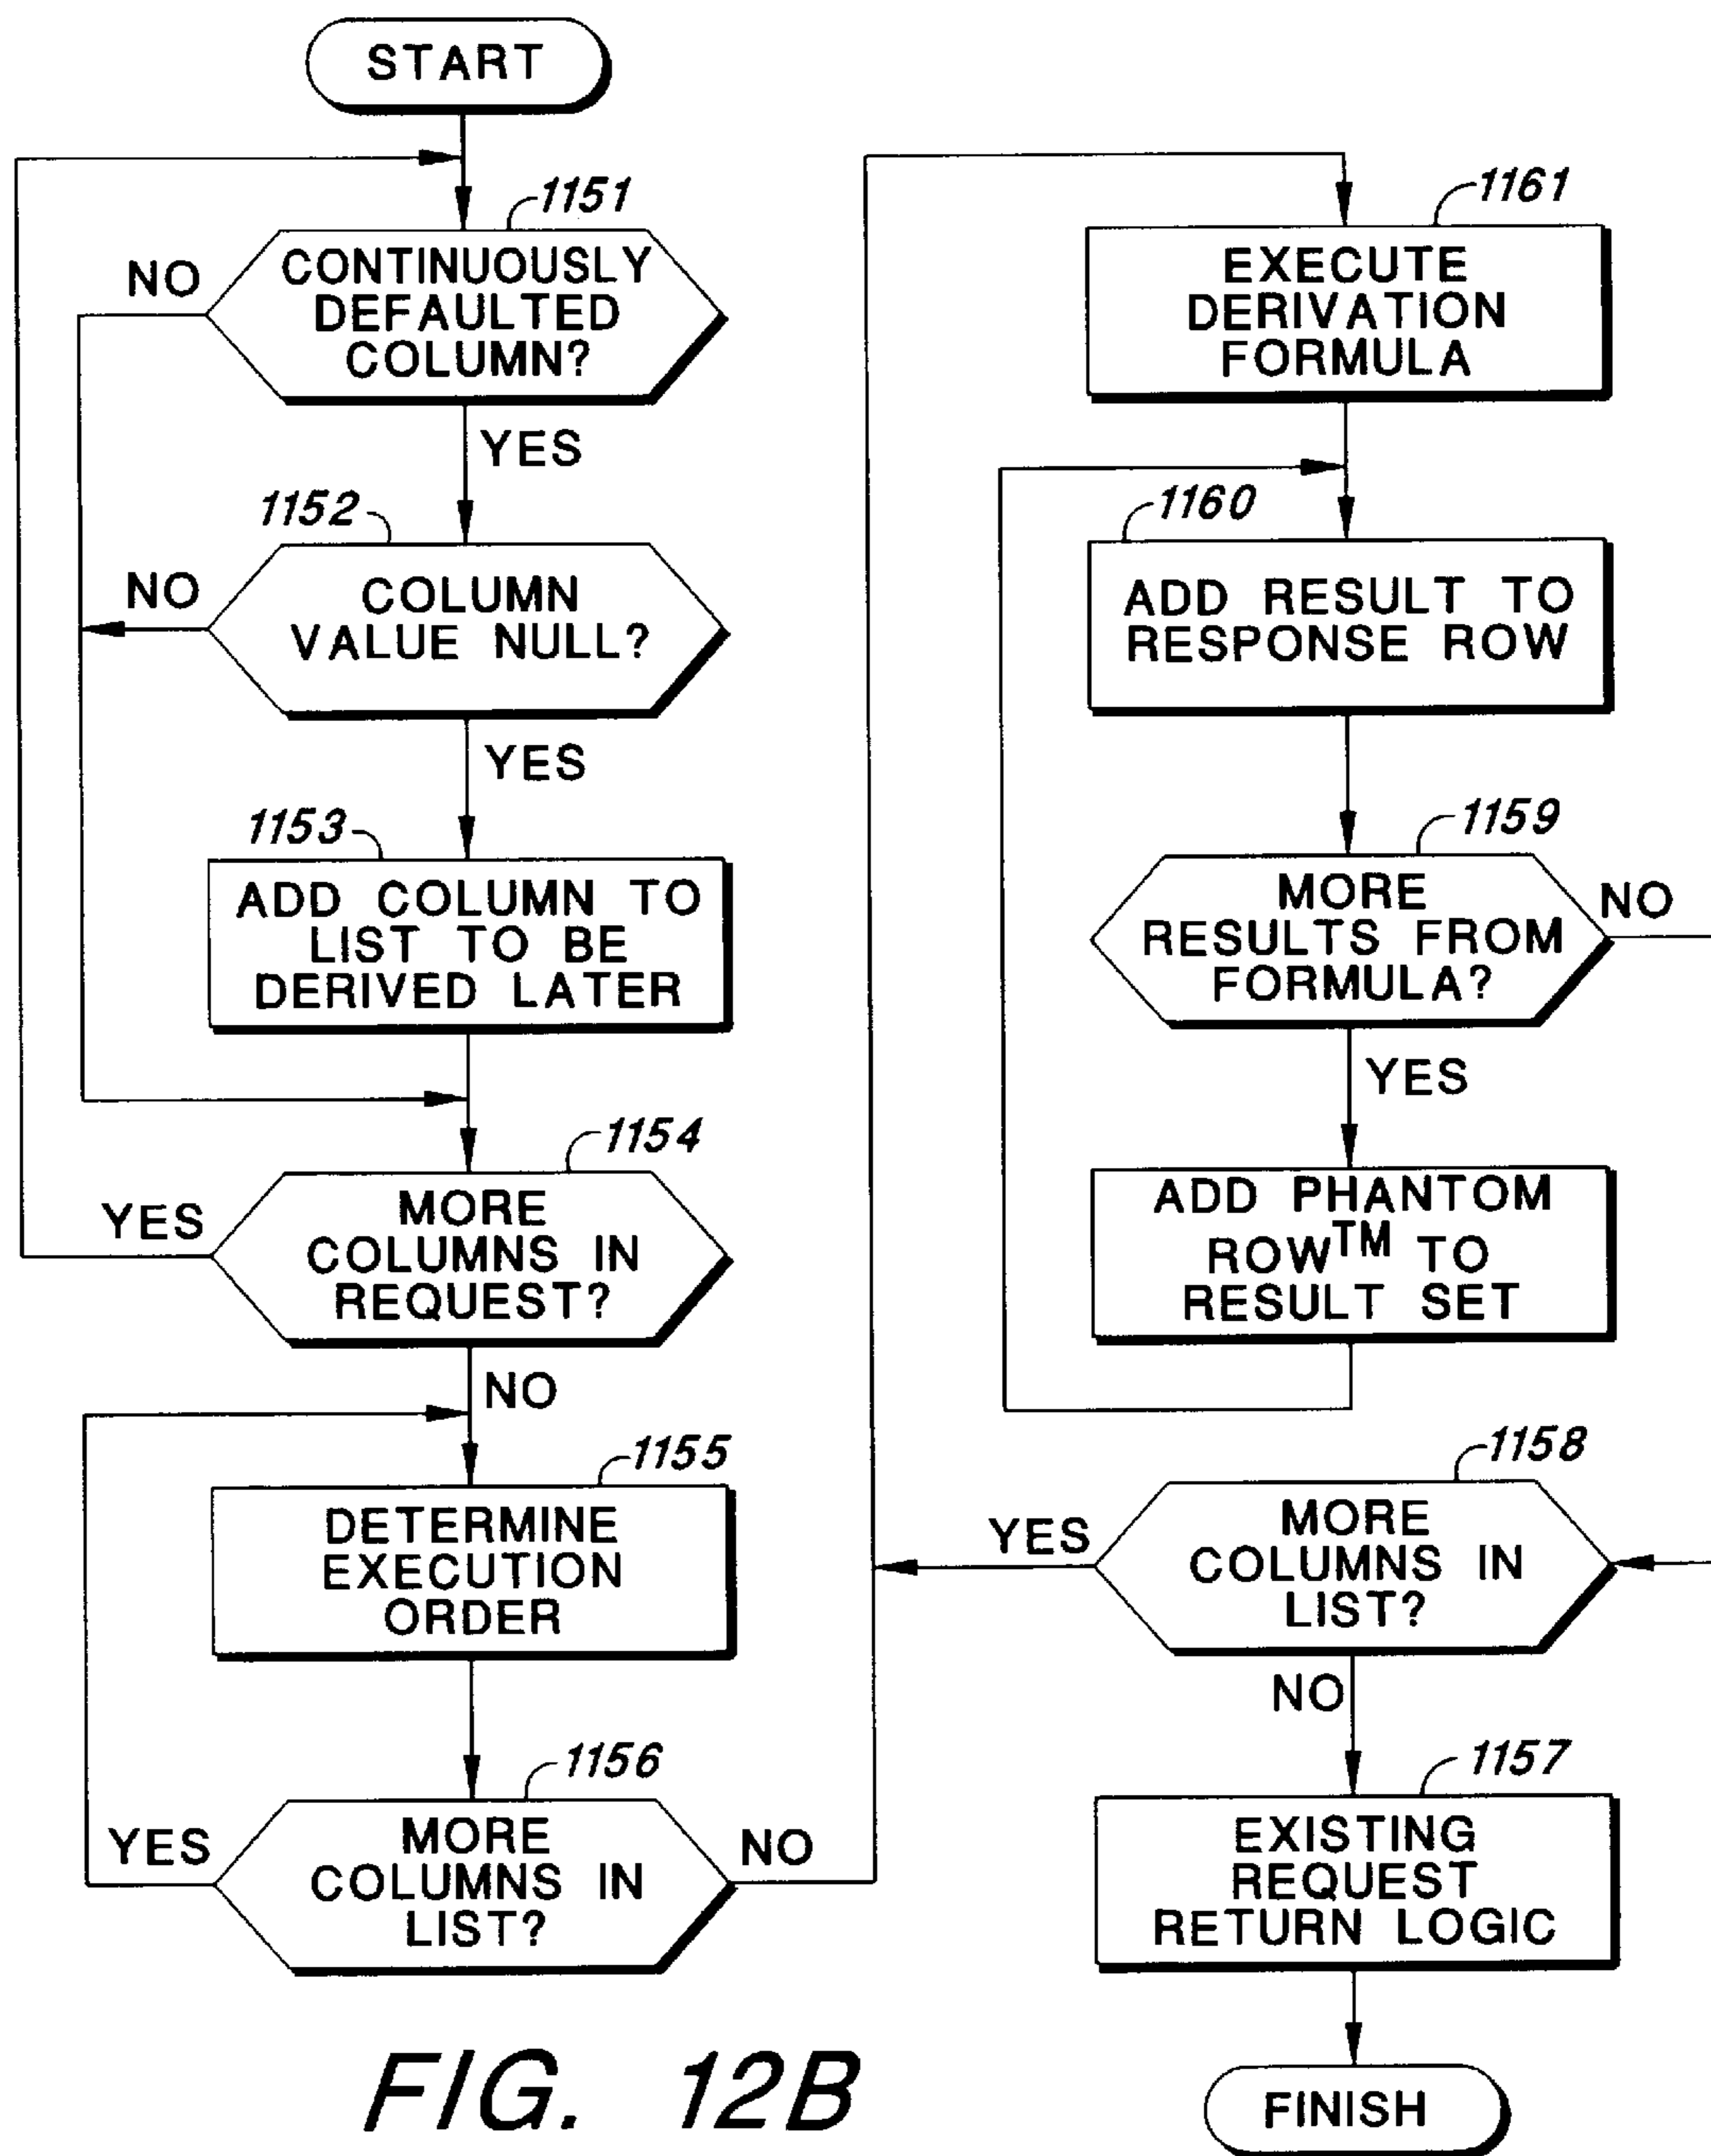 START
1151
CONTINUOUSLY
DEFAULTED
COLUMN?
NO
YES
1152
COLUMN
VALUE NULL?
NO
YES
1153
ADD COLUMN TO
LIST TO BE
DERIVED LATER
1154
MORE
COLUMNS IN
REQUEST?
YES
NO
1155
DETERMINE
EXECUTION
ORDER
1156
MORE
COLUMNS IN
LIST?
YES
NO
1161
EXECUTE
DERIVATION
FORMULA
1160
ADD RESULT TO
RESPONSE ROW
1159
MORE
RESULTS FROM
FORMULA?
NO
YES
ADD PHANTOM
ROW™ TO
RESULT SET
1158
MORE
COLUMNS IN
LIST?
YES
NO
1157
EXISTING
REQUEST
RETURN LOGIC
FINISH
FIG. 12B